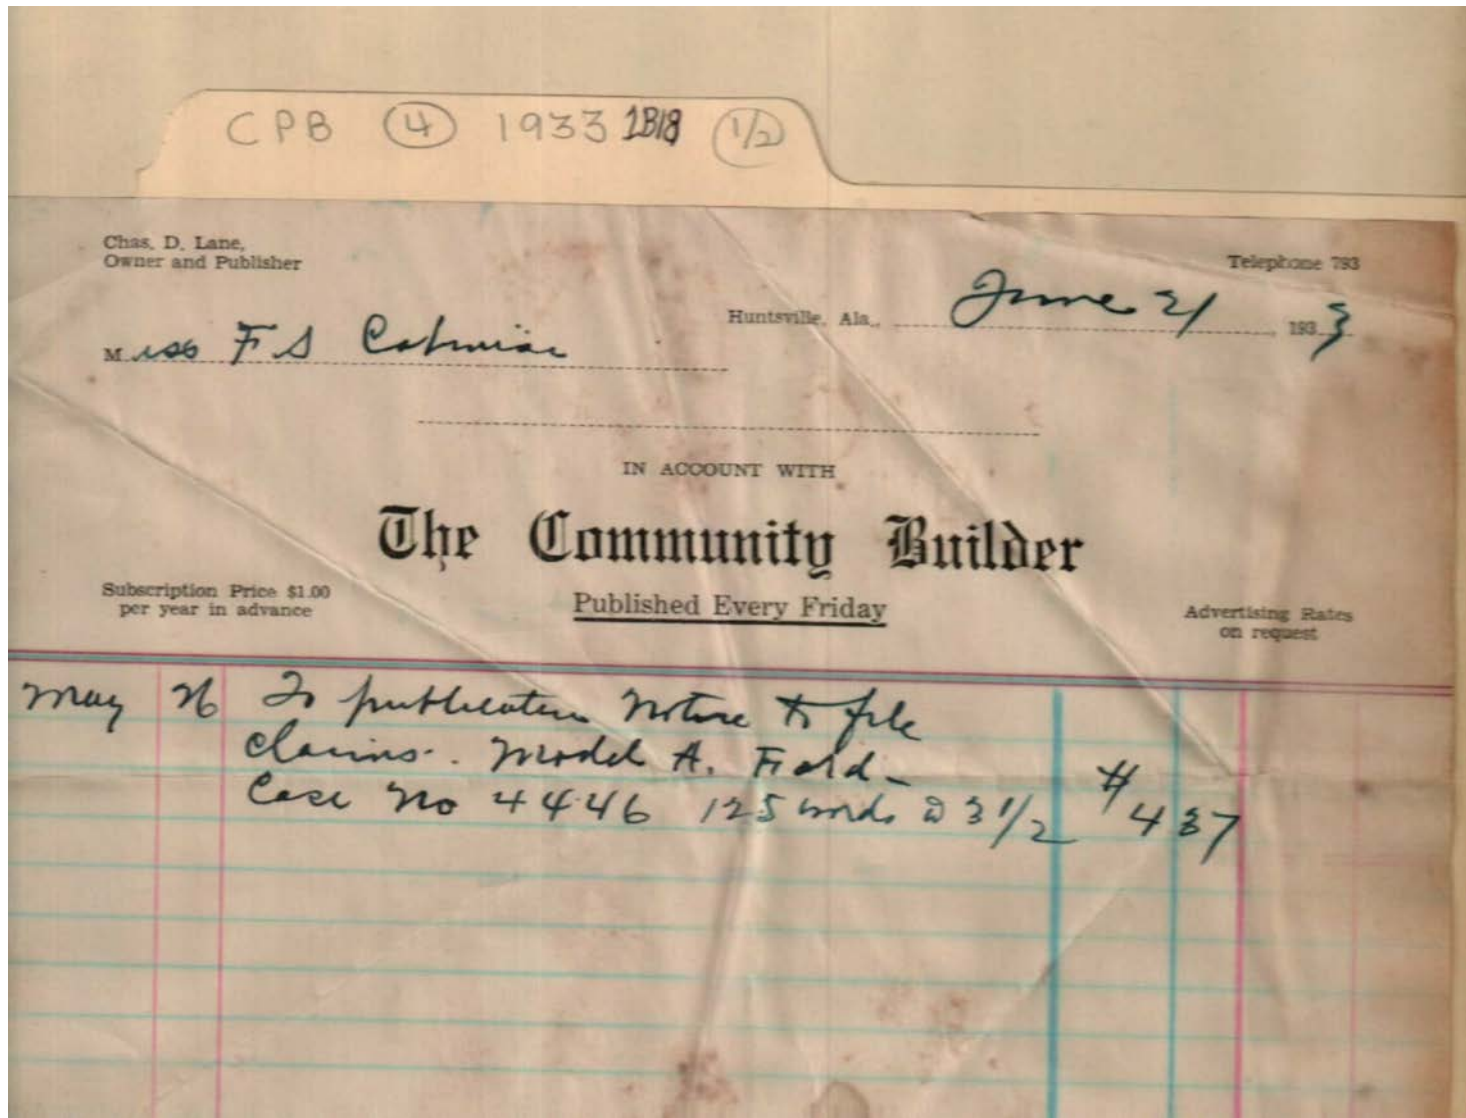 CPB 4 1933 1B18 1/2
Chas. D. Lane,
Owner and Publisher
Telephone 793
Huntsville, Ala., June 21, 1933
Miss F S
IN ACCOUNT WITH
The Community Builder
Subscription Price $1.00
per year in advance
Published Every Friday
Advertising Rates
on request
May 26 To publication Notice to file
claims. Model A. Ford-
Case No 4446 125 words @ 3 1/2 # 4 37